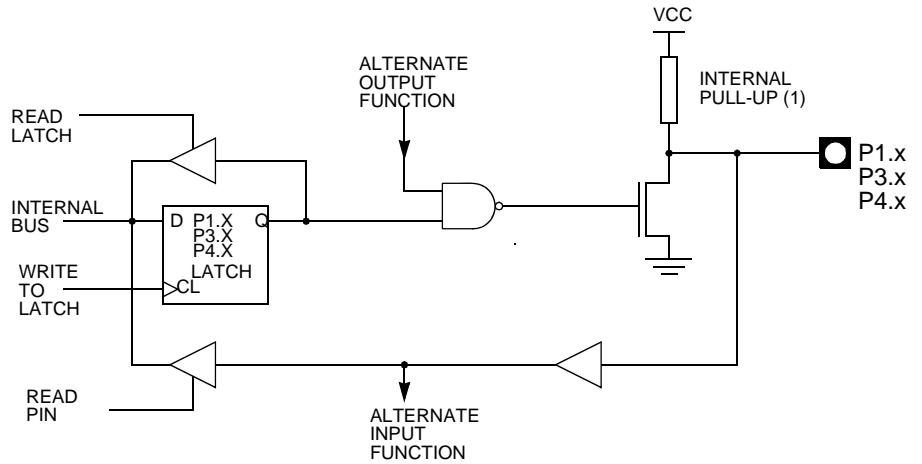 VCC
ALTERNATE
OUTPUT
FUNCTION
INTERNAL
PULL-UP (1)
READ
LATCH
P1.x
P3.x
P4.x
INTERNAL
BUS
D P1.X Q
P3.X
P4.X
LATCH
CL
WRITE
TO
LATCH
READ
PIN
ALTERNATE
INPUT
FUNCTION